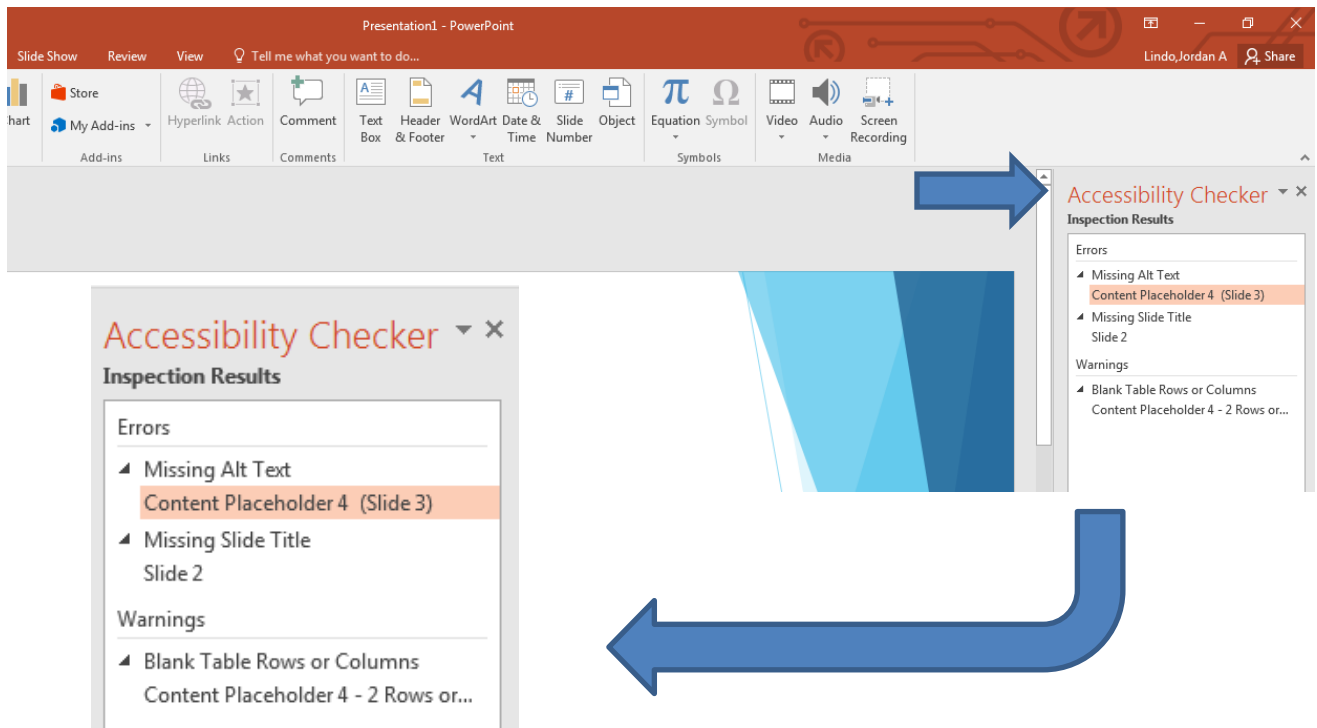 Presentation1 - PowerPoint
Slide Show Review View Tell me what you want to do... Lindo,Jordan A Share
Store
My Add-ins
Hyperlink Action Comment Text Box Header & Footer WordArt Date & Time Slide Number Object Equation Symbol Video Audio Screen Recording
Add-ins Links Comments Text Symbols Media
Accessibility Checker
Inspection Results
Errors
Missing Alt Text
Content Placeholder 4 (Slide 3)
Missing Slide Title
Slide 2
Warnings
Blank Table Rows or Columns
Content Placeholder 4 - 2 Rows or...
Accessibility Checker
Inspection Results
Errors
Missing Alt Text
Content Placeholder 4 (Slide 3)
Missing Slide Title
Slide 2
Warnings
Blank Table Rows or Columns
Content Placeholder 4 - 2 Rows or...